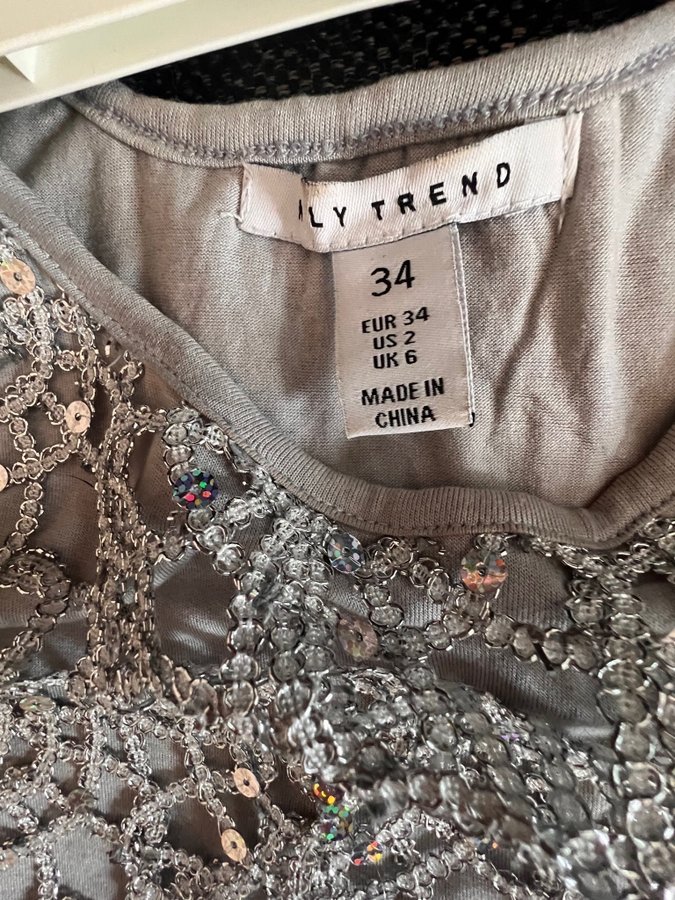 LY TREND
34
EUR 34
US 2
UK 6
MADE IN
CHINA